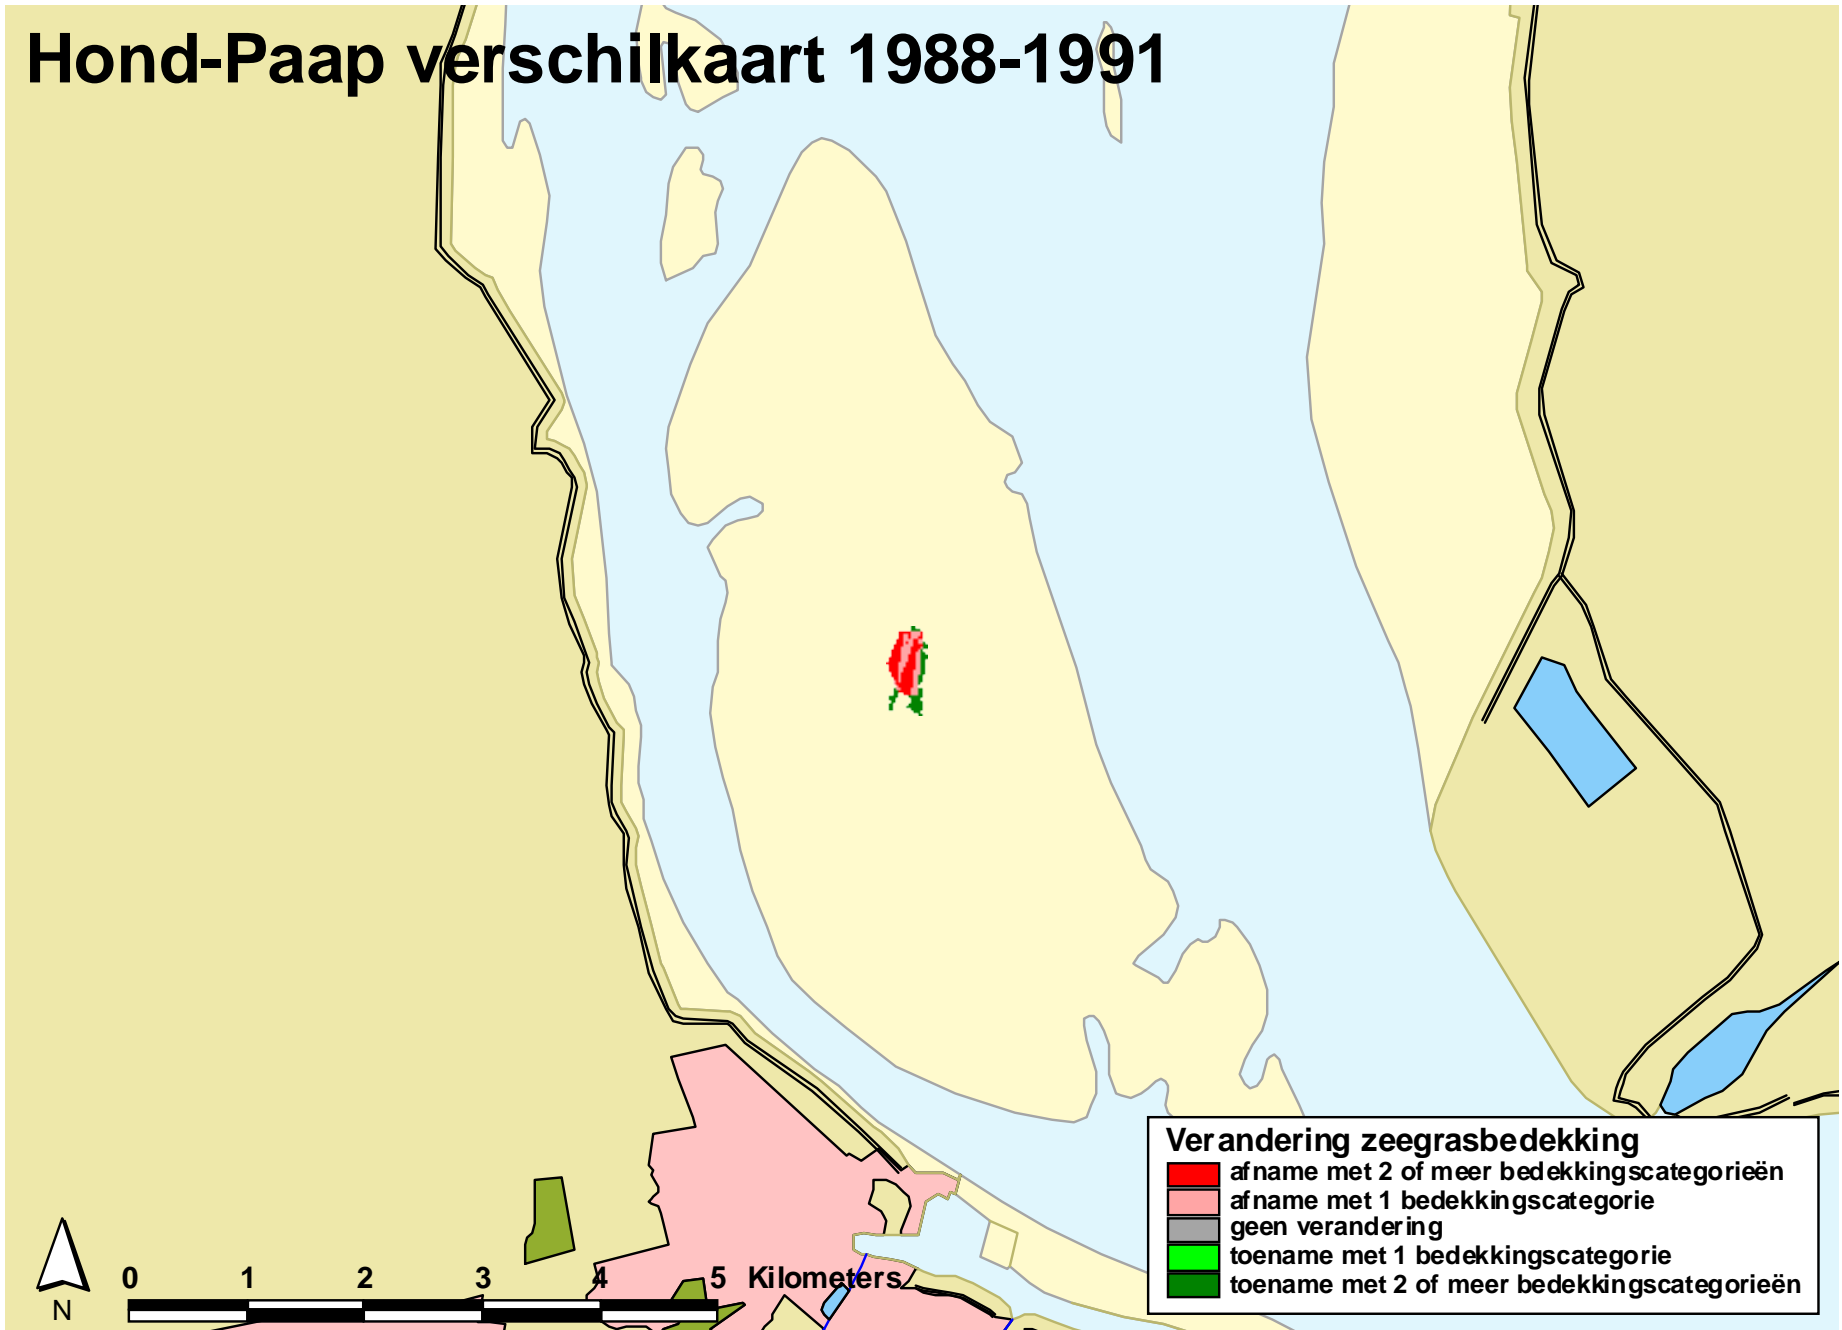 Hond-Paap verschilkaart 1988-1991
Verandering zeegrasbedekking
afname met 2 of meer bedekkingscategorieën
afname met 1 bedekkingscategorie
geen verandering
toename met 1 bedekkingscategorie
toename met 2 of meer bedekkingscategorieën
0 1 2 3 4 5 Kilometers
N